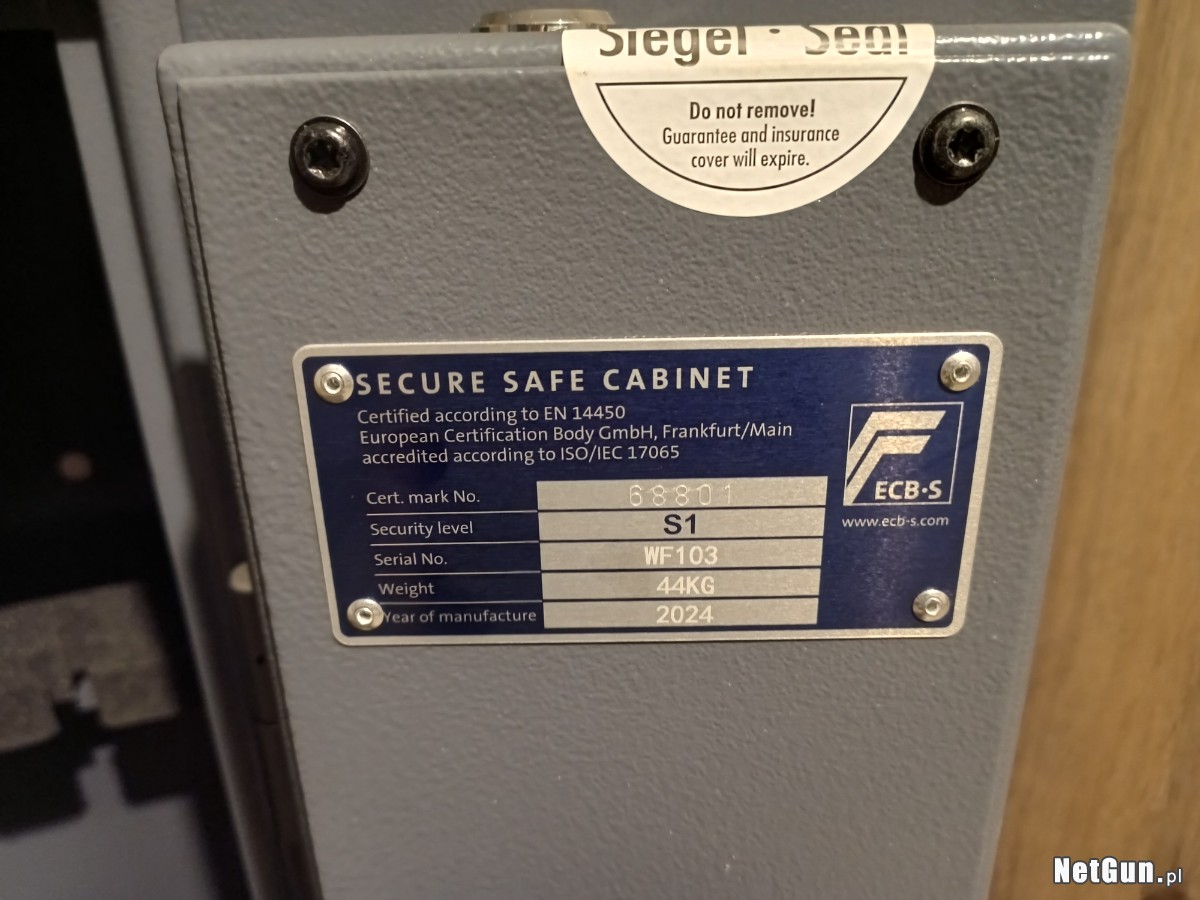 Siegel · Seal
Do not remove!
Guarantee and insurance
cover will expire.
SECURE SAFE CABINET
Certified according to EN 14450
European Certification Body GmbH, Frankfurt/Main
accredited according to ISO/IEC 17065
ECB·S
www.ecb-s.com
Cert. mark No. 68801
Security level S1
Serial No. WF103
Weight 44KG
Year of manufacture 2024
NetGun.pl